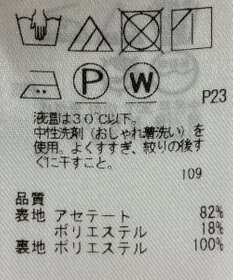 P W P23
液温は30℃以下。
中性洗剤(おしゃれ着洗い)を
使用。よくすすぎ、絞りの後す
ぐに干すこと。
109
品質
表地 アセテート 82%
ポリエステル 18%
裏地 ポリエステル 100%